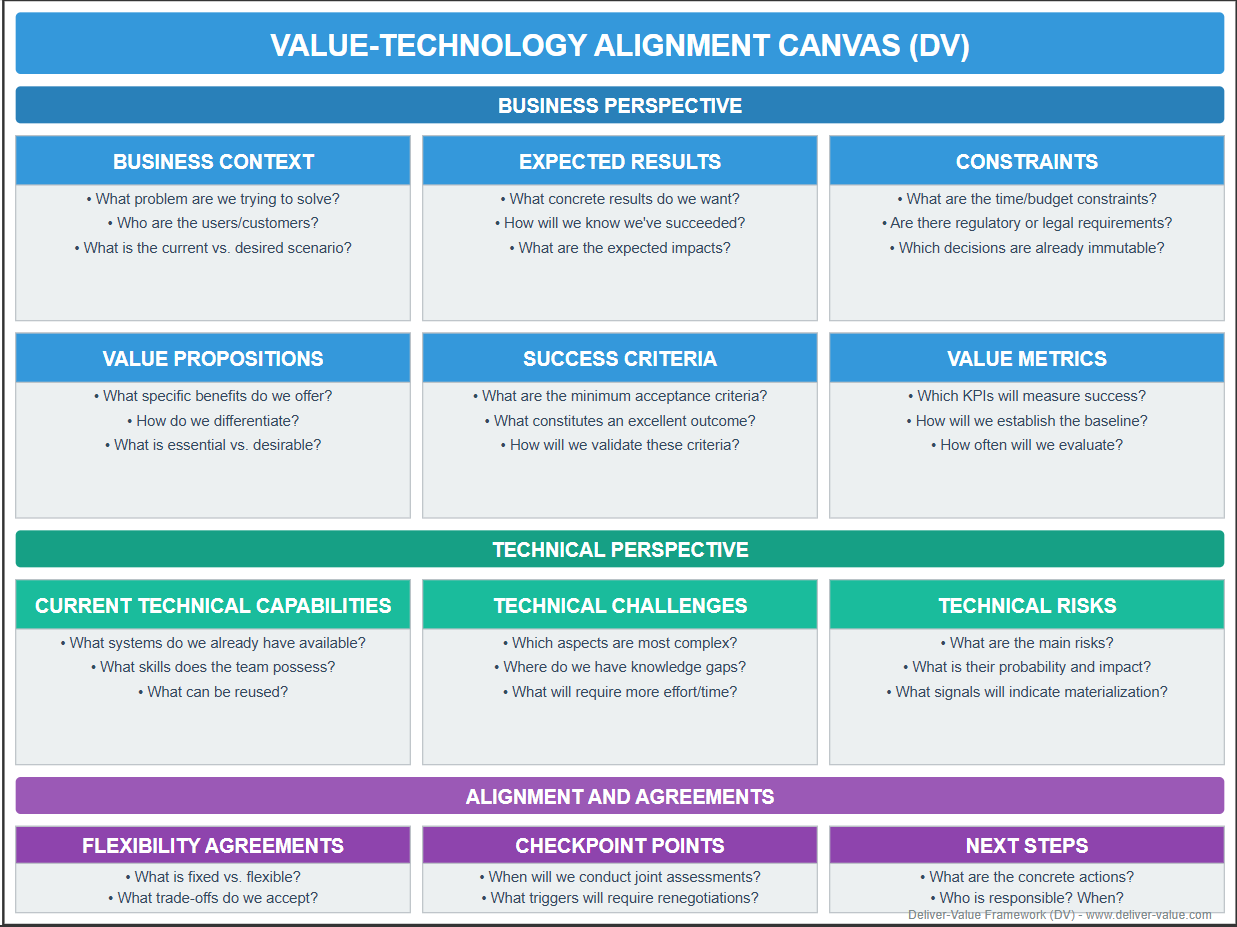 VALUE-TECHNOLOGY ALIGNMENT CANVAS (DV)
BUSINESS PERSPECTIVE
BUSINESS CONTEXT
• What problem are we trying to solve?
• Who are the users/customers?
• What is the current vs. desired scenario?
EXPECTED RESULTS
• What concrete results do we want?
• How will we know we've succeeded?
• What are the expected impacts?
CONSTRAINTS
• What are the time/budget constraints?
• Are there regulatory or legal requirements?
• Which decisions are already immutable?
VALUE PROPOSITIONS
• What specific benefits do we offer?
• How do we differentiate?
• What is essential vs. desirable?
SUCCESS CRITERIA
• What are the minimum acceptance criteria?
• What constitutes an excellent outcome?
• How will we validate these criteria?
VALUE METRICS
• Which KPIs will measure success?
• How will we establish the baseline?
• How often will we evaluate?
TECHNICAL PERSPECTIVE
CURRENT TECHNICAL CAPABILITIES
• What systems do we already have available?
• What skills does the team possess?
• What can be reused?
TECHNICAL CHALLENGES
• Which aspects are most complex?
• Where do we have knowledge gaps?
• What will require more effort/time?
TECHNICAL RISKS
• What are the main risks?
• What is their probability and impact?
• What signals will indicate materialization?
ALIGNMENT AND AGREEMENTS
FLEXIBILITY AGREEMENTS
• What is fixed vs. flexible?
• What trade-offs do we accept?
CHECKPOINT POINTS
• When will we conduct joint assessments?
• What triggers will require renegotiations?
NEXT STEPS
• What are the concrete actions?
• Who is responsible? When?
Deliver-Value Framework (DV) - www.deliver-value.com